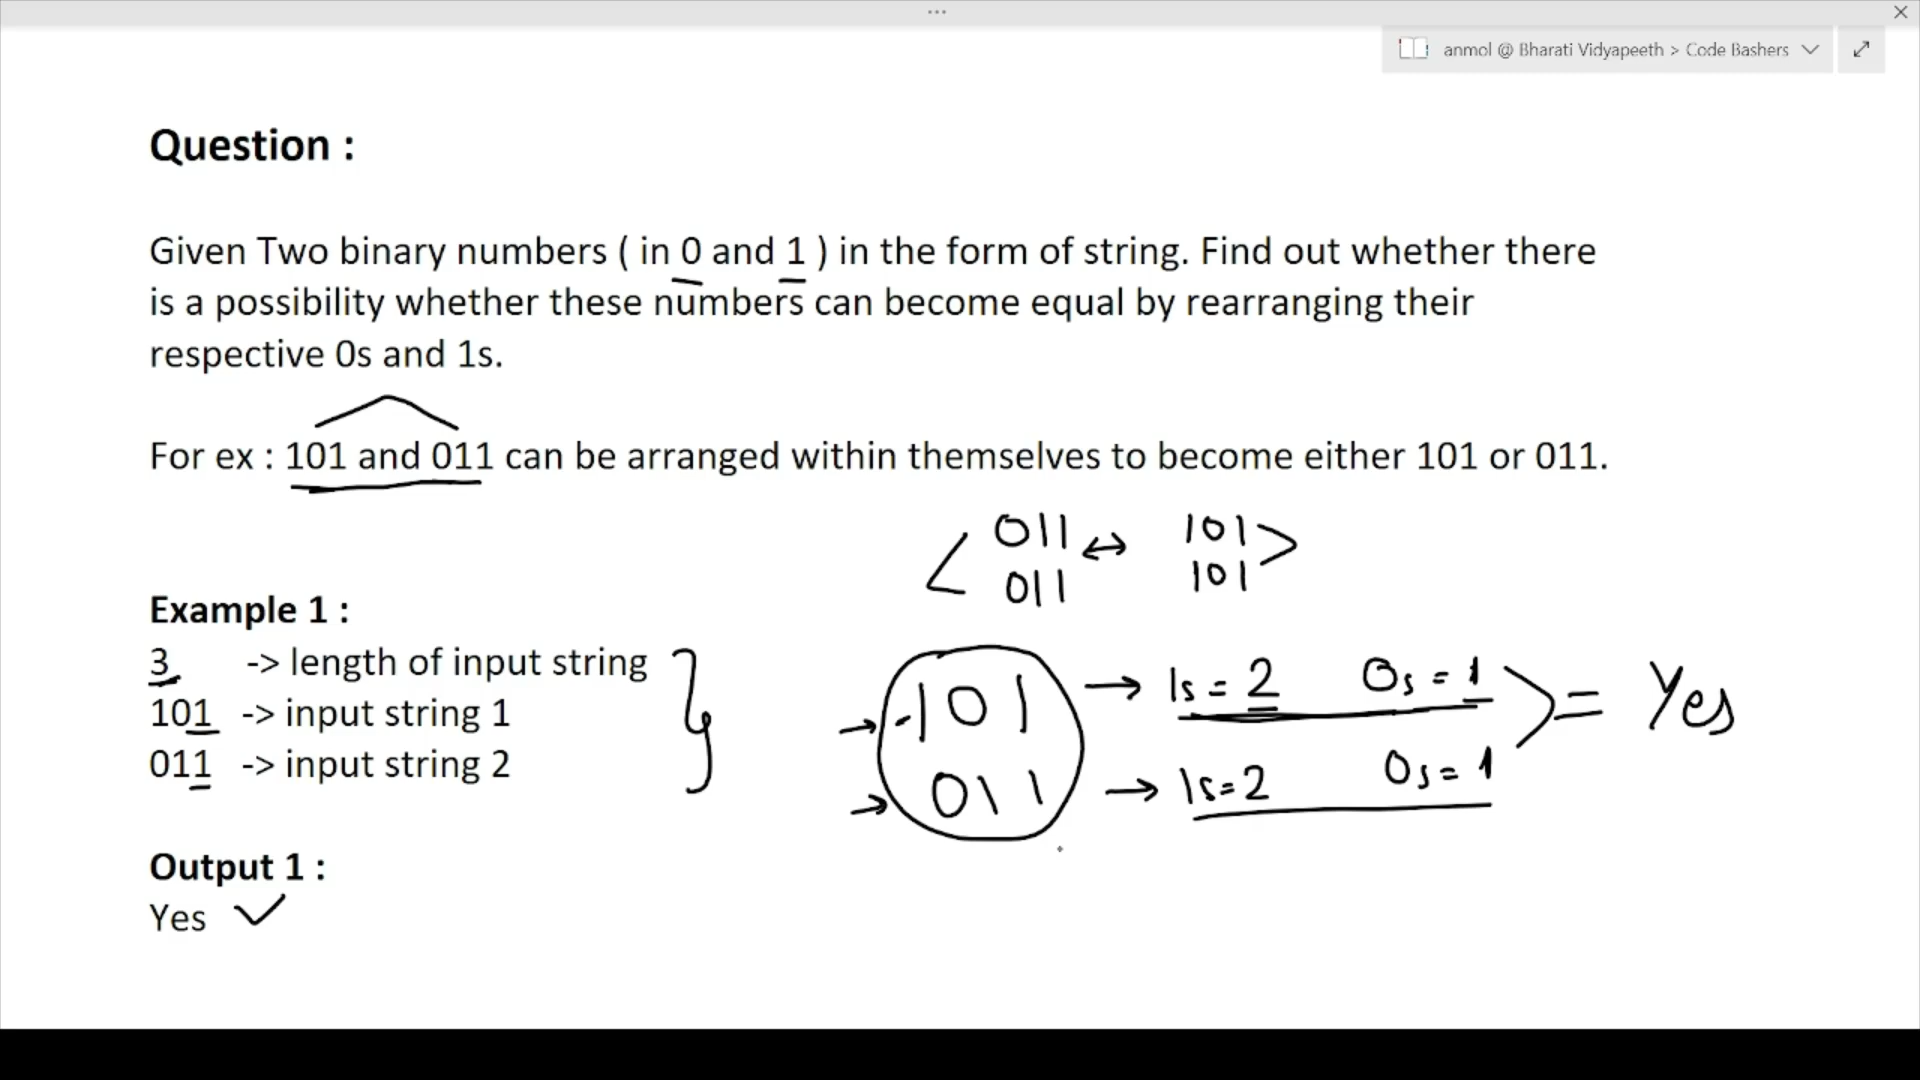 anmol @ Bharati Vidyapeeth > Code Bashers
Question :
Given Two binary numbers ( in 0 and 1 ) in the form of string. Find out whether there
is a possibility whether these numbers can become equal by rearranging their
respective 0s and 1s.
For ex : 101 and 011 can be arranged within themselves to become either 101 or 011.
011 ↔ 101
011 101
Example 1 :
3 -> length of input string
101 -> input string 1
011 -> input string 2
101 → 1s = 2 0s = 1
= Yes
011 → 1s = 2 0s = 1
Output 1 :
Yes